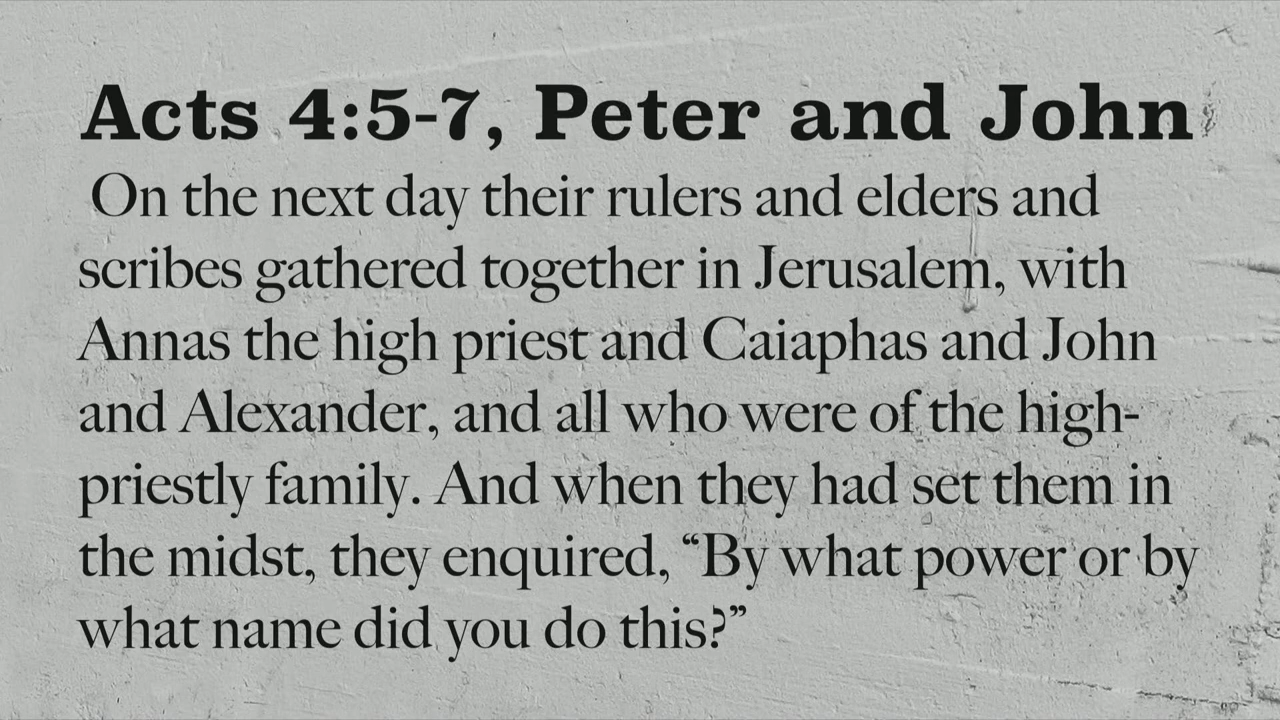 Acts 4:5-7, Peter and John
On the next day their rulers and elders and
scribes gathered together in Jerusalem, with
Annas the high priest and Caiaphas and John
and Alexander, and all who were of the high-
priestly family. And when they had set them in
the midst, they enquired, “By what power or by
what name did you do this?”